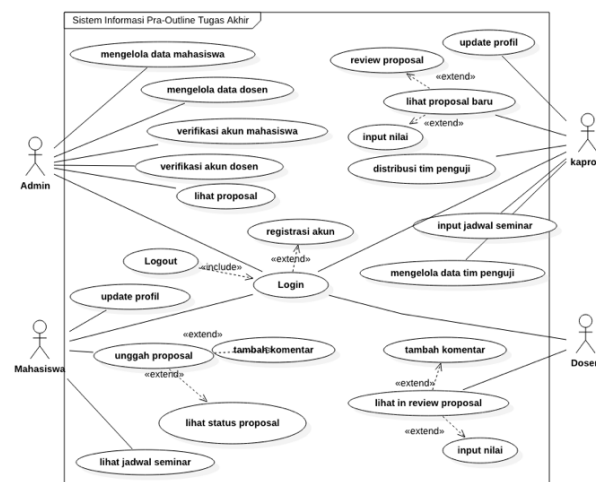 Sistem Informasi Pra-Outline Tugas Akhir
mengelola data mahasiswa
mengelola data dosen
verifikasi akun mahasiswa
verifikasi akun dosen
lihat proposal
Admin
update profil
review proposal
«extend»
lihat proposal baru
«extend»
input nilai
distribusi tim penguji
kapro
input jadwal seminar
mengelola data tim penguji
registrasi akun
«extend»
Logout
«include»
Login
update profil
Mahasiswa
«extend»
unggah proposal
tambah komentar
«extend»
lihat status proposal
lihat jadwal seminar
tambah komentar
«extend»
lihat in review proposal
«extend»
input nilai
Dosen